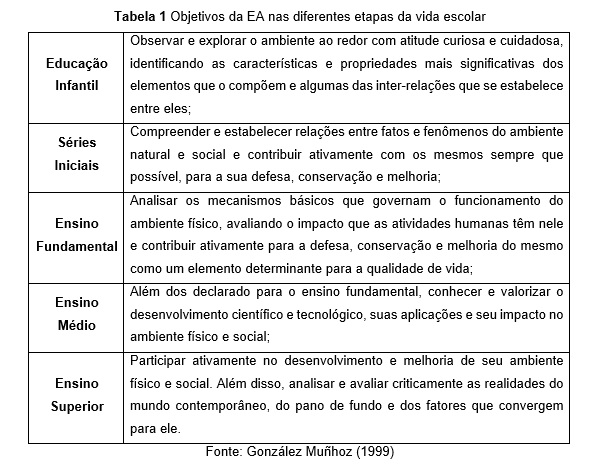 Tabela 1 Objetivos da EA nas diferentes etapas da vida escolar
Educação
Infantil
Observar e explorar o ambiente ao redor com atitude curiosa e cuidadosa,
identificando as características e propriedades mais significativas dos
elementos que o compõem e algumas das inter-relações que se estabelece
entre eles;
Séries
Iniciais
Compreender e estabelecer relações entre fatos e fenômenos do ambiente
natural e social e contribuir ativamente com os mesmos sempre que
possível, para a sua defesa, conservação e melhoria;
Ensino
Fundamental
Analisar os mecanismos básicos que governam o funcionamento do
ambiente físico, avaliando o impacto que as atividades humanas têm nele
e contribuir ativamente para a defesa, conservação e melhoria do mesmo
como um elemento determinante para a qualidade de vida;
Ensino
Médio
Além dos declarado para o ensino fundamental, conhecer e valorizar o
desenvolvimento científico e tecnológico, suas aplicações e seu impacto no
ambiente físico e social;
Ensino
Superior
Participar ativamente no desenvolvimento e melhoria de seu ambiente
físico e social. Além disso, analisar e avaliar criticamente as realidades do
mundo contemporâneo, do pano de fundo e dos fatores que convergem
para ele.
Fonte: González Muñhoz (1999)